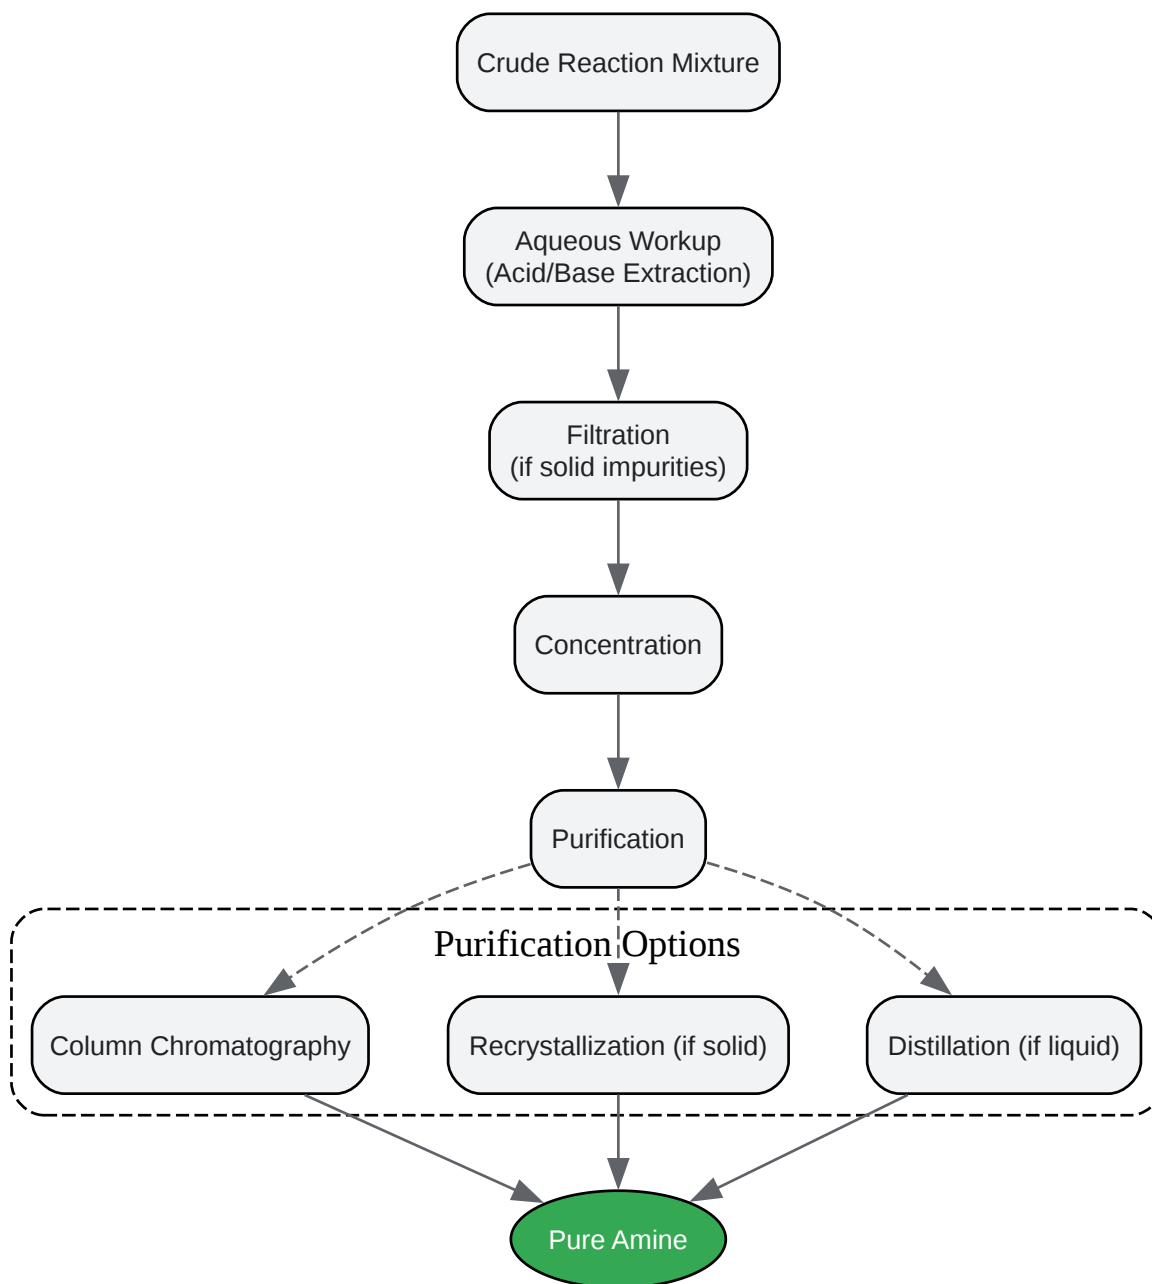 Crude Reaction Mixture
Aqueous Workup
(Acid/Base Extraction)
Filtration
(if solid impurities)
Concentration
Purification
Purification Options
Column Chromatography
Recrystallization (if solid)
Distillation (if liquid)
Pure Amine